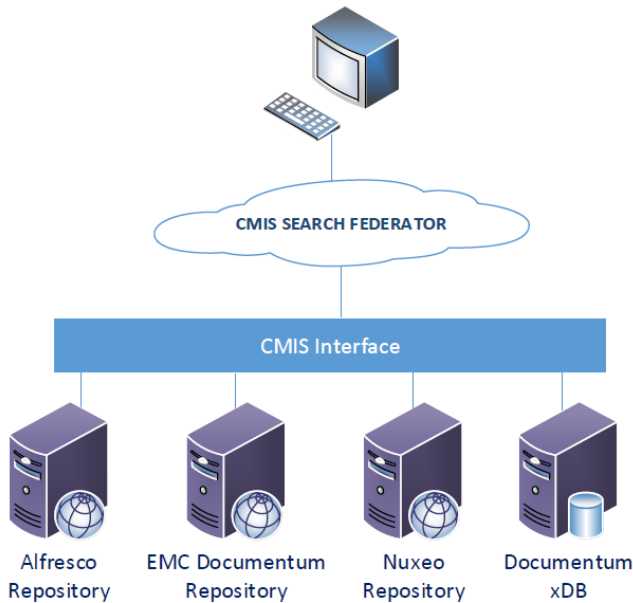 CMIS SEARCH FEDERATOR
CMIS Interface
Alfresco
Repository
EMC Documentum
Repository
Nuxeo
Repository
Documentum
xDB